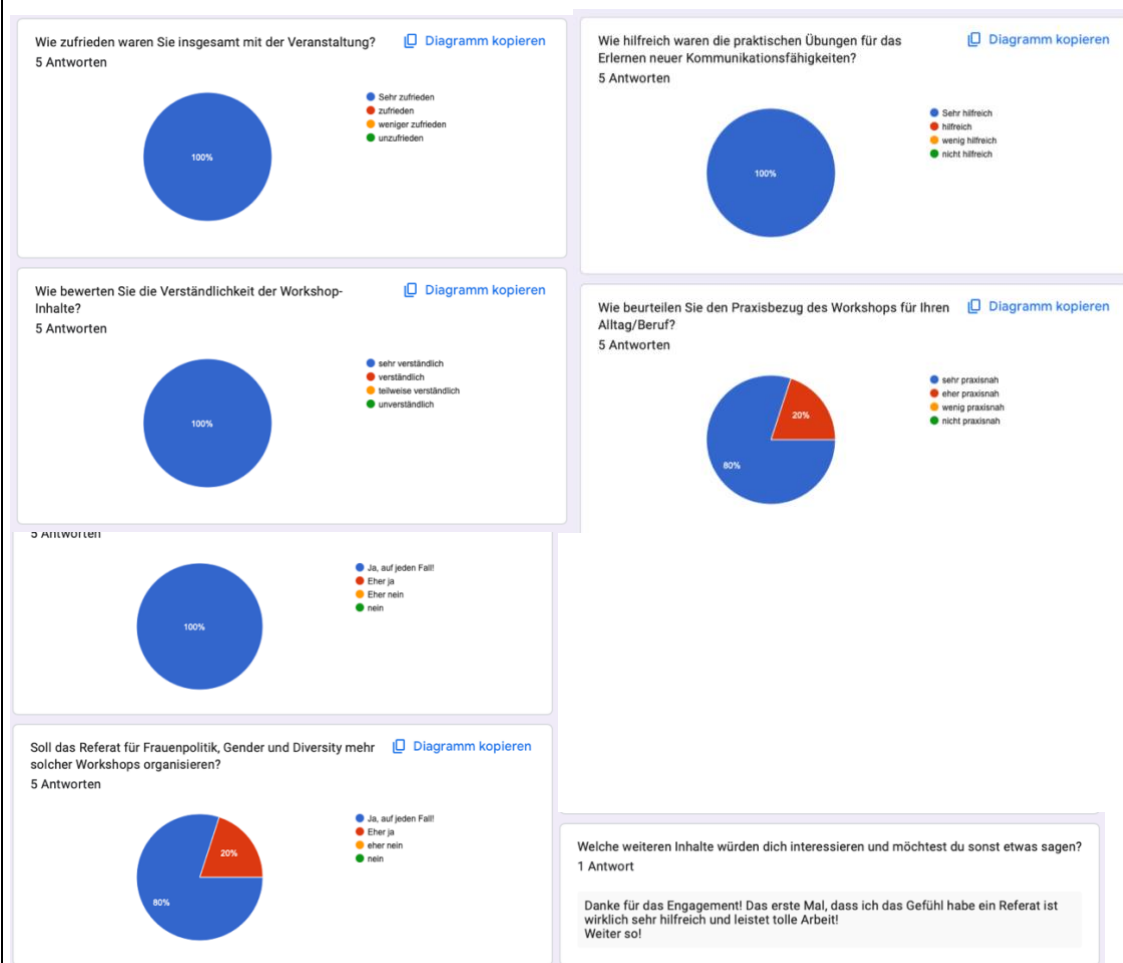 Wie zufrieden waren Sie insgesamt mit der Veranstaltung?
Diagramm kopieren
5 Antworten
100%
Sehr zufrieden
zufrieden
weniger zufrieden
unzufrieden
Wie hilfreich waren die praktischen Übungen für das
Erlernen neuer Kommunikationsfähigkeiten?
Diagramm kopieren
5 Antworten
100%
Sehr hilfreich
hilfreich
wenig hilfreich
nicht hilfreich
Wie bewerten Sie die Verständlichkeit der Workshop-
Inhalte?
Diagramm kopieren
5 Antworten
100%
sehr verständlich
verständlich
teilweise verständlich
unverständlich
Wie beurteilen Sie den Praxisbezug des Workshops für Ihren
Alltag/Beruf?
Diagramm kopieren
5 Antworten
20%
80%
sehr praxisnah
eher praxisnah
wenig praxisnah
nicht praxisnah
5 Antworten
100%
Ja, auf jeden Fall!
Eher ja
Eher nein
nein
Soll das Referat für Frauenpolitik, Gender und Diversity mehr
solcher Workshops organisieren?
Diagramm kopieren
5 Antworten
20%
80%
Ja, auf jeden Fall!
Eher ja
eher nein
nein
Welche weiteren Inhalte würden dich interessieren und möchtest du sonst etwas sagen?
1 Antwort
Danke für das Engagement! Das erste Mal, dass ich das Gefühl habe ein Referat ist
wirklich sehr hilfreich und leistet tolle Arbeit!
Weiter so!